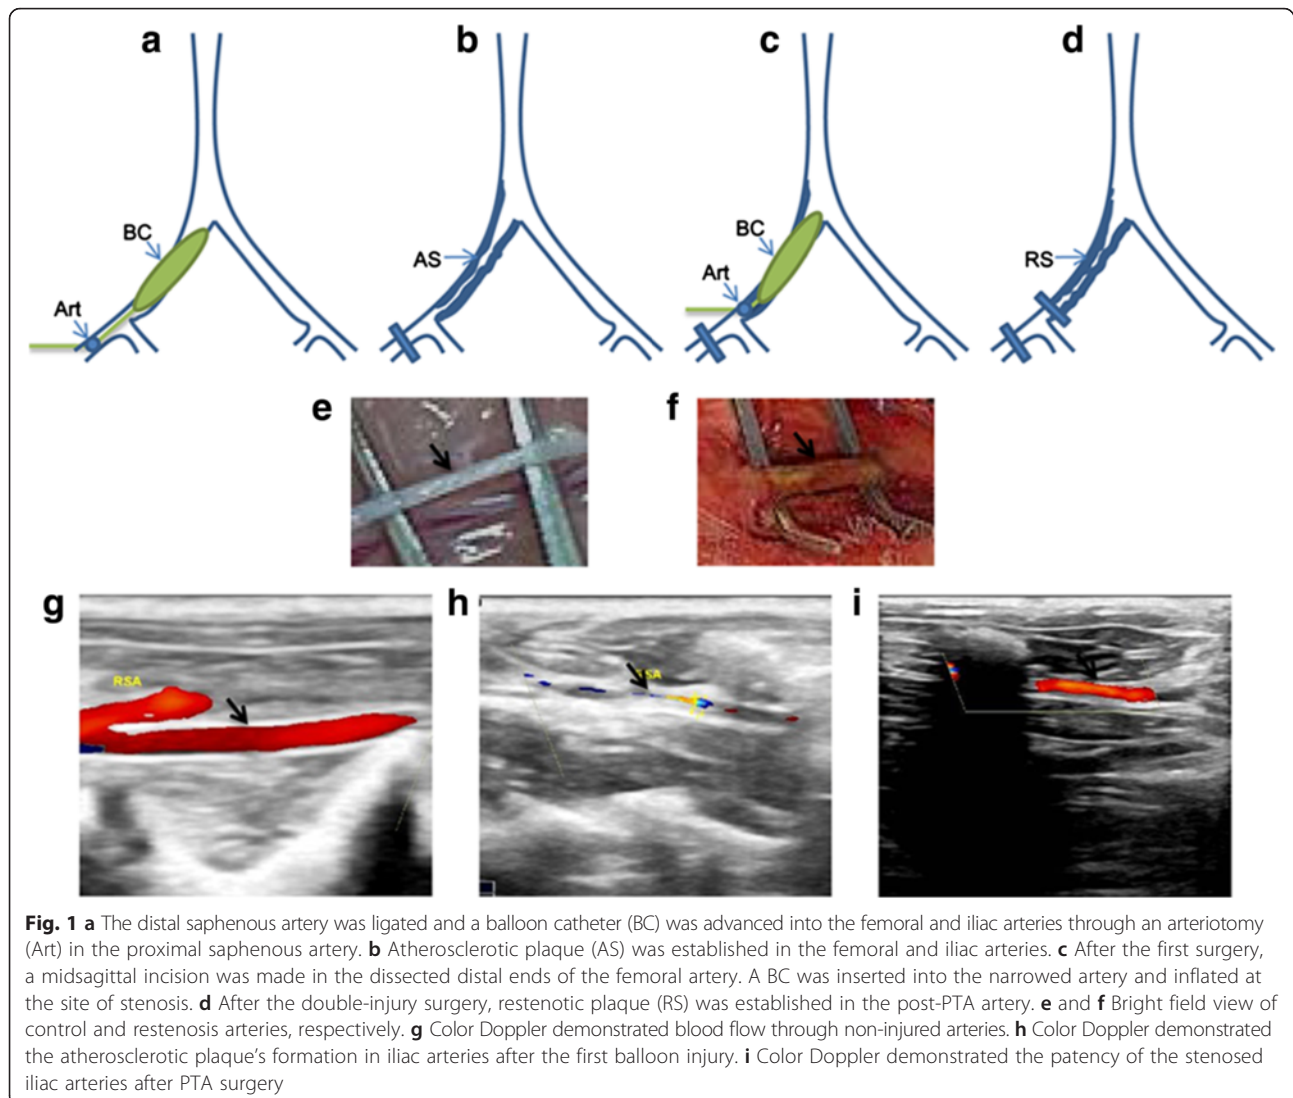 a b c d
BC
Art
AS
BC
Art
RS
e f
g h i
RSA
Fig. 1 a The distal saphenous artery was ligated and a balloon catheter (BC) was advanced into the femoral and iliac arteries through an arteriotomy
(Art) in the proximal saphenous artery. b Atherosclerotic plaque (AS) was established in the femoral and iliac arteries. c After the first surgery,
a midsagittal incision was made in the dissected distal ends of the femoral artery. A BC was inserted into the narrowed artery and inflated at
the site of stenosis. d After the double-injury surgery, restenotic plaque (RS) was established in the post-PTA artery. e and f Bright field view of
control and restenosis arteries, respectively. g Color Doppler demonstrated blood flow through non-injured arteries. h Color Doppler demonstrated
the atherosclerotic plaque’s formation in iliac arteries after the first balloon injury. i Color Doppler demonstrated the patency of the stenosed
iliac arteries after PTA surgery